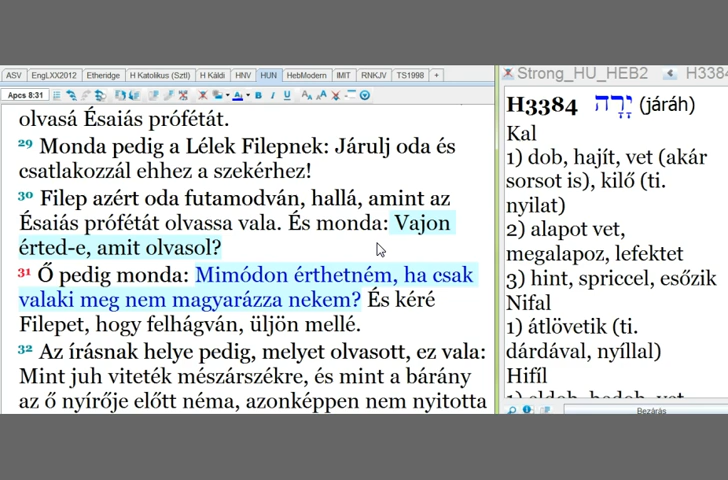 ASV EngLXX2012 Etheridge H Katolikus (Sztl) H Káldi HNV HUN HebModern IMIT RNKJV TS1998 +
Apcs 8:31
olvasá Ésaiás prófétát.
29 Monda pedig a Lélek Filepnek: Járulj oda és
csatlakozzál ehhez a szekérhez!
30 Filep azért oda futamodván, hallá, amint az
Ésaiás prófétát olvassa vala. És monda: Vajon
érted-e, amit olvasol?
31 Ő pedig monda: Mimódon érthetném, ha csak
valaki meg nem magyarázza nekem? És kéré
Filepet, hogy felhágván, üljön mellé.
32 Az írásnak helye pedig, melyet olvasott, ez vala:
Mint juh viteték mészárszékre, és mint a bárány
az ő nyírője előtt néma, azonképpen nem nyitotta
Strong_HU_HEB2 H3384
H3384 יָרָה (járáh)
Kal
1) dob, hajít, vet (akár
sorsot is), kilő (ti.
nyilat)
2) alapot vet,
megalapoz, lefektet
3) hint, spriccel, esőzik
Nifal
1) átlövetik (ti.
dárdával, nyíllal)
Hifíl
Bezárás